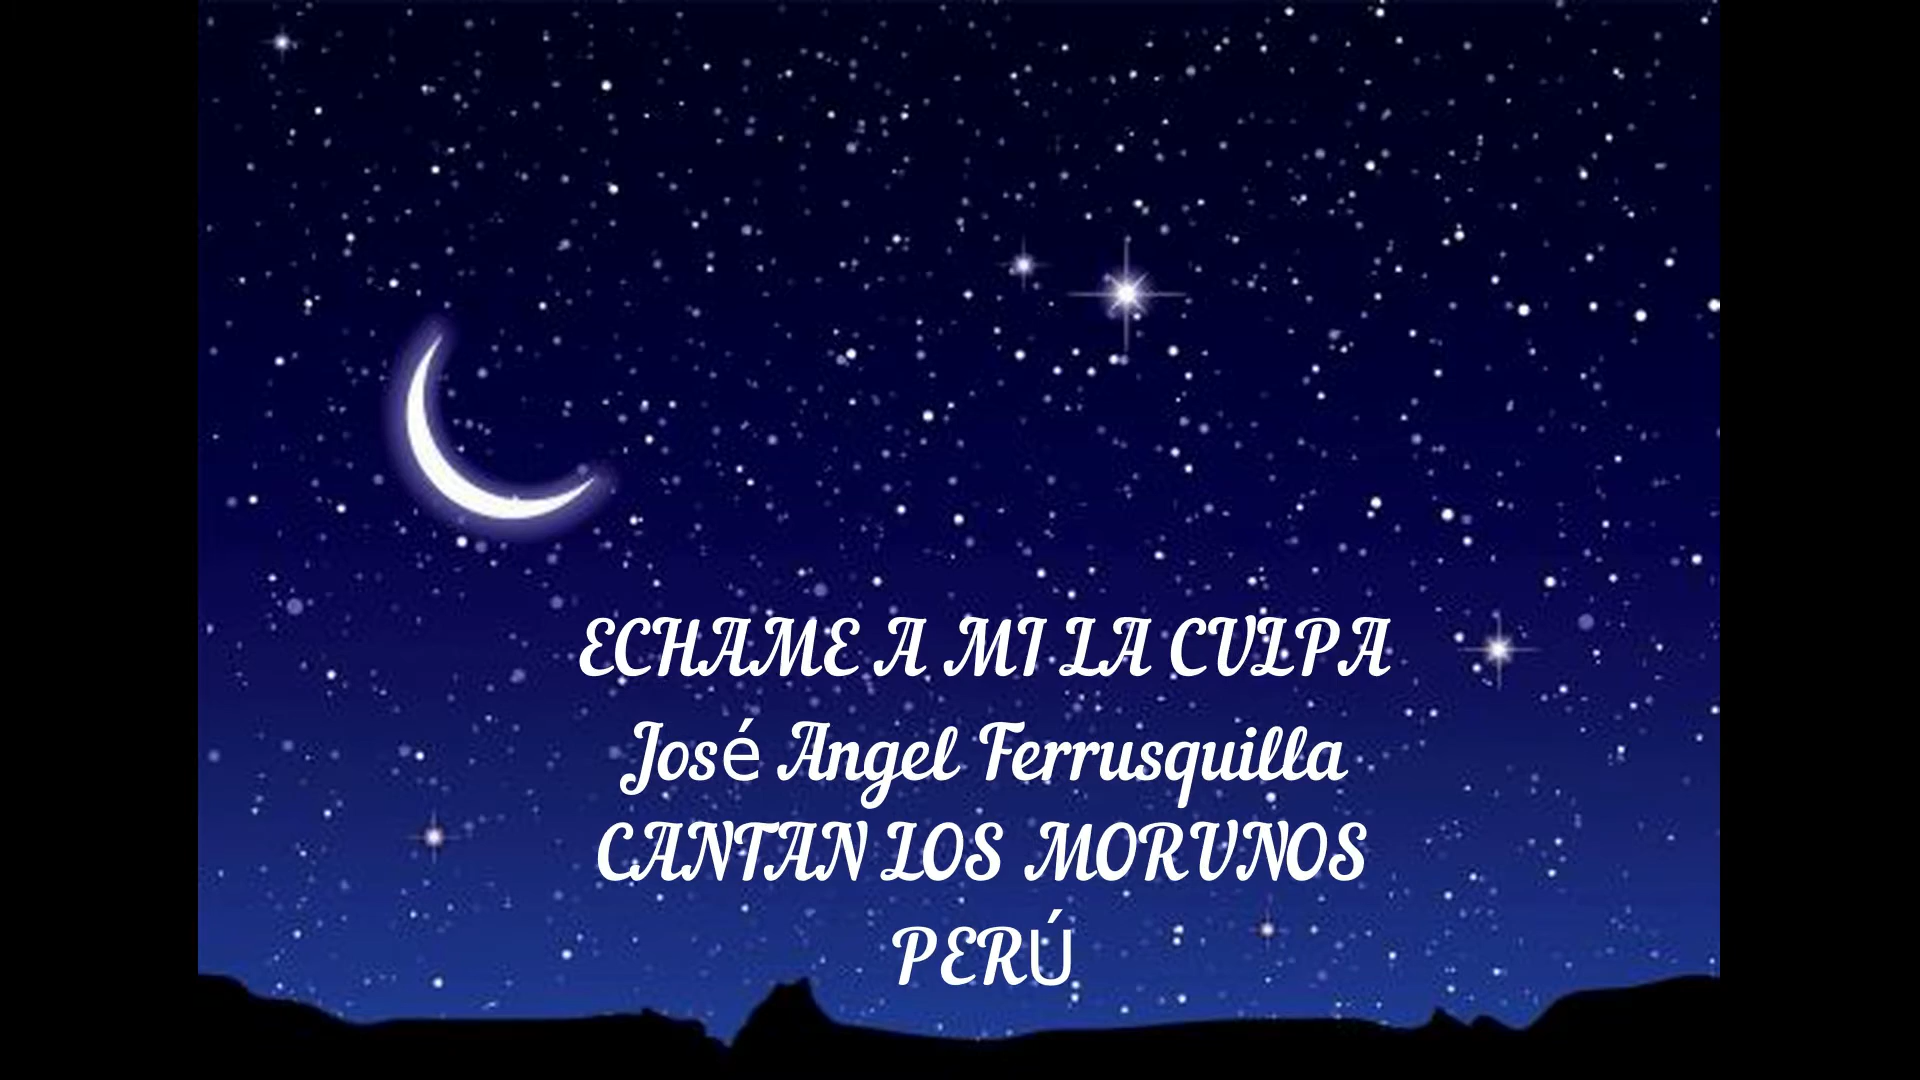 ECHAME A MI LA CULPA
José Angel Ferrusquilla
CANTAN LOS MORUNOS
PERÚ